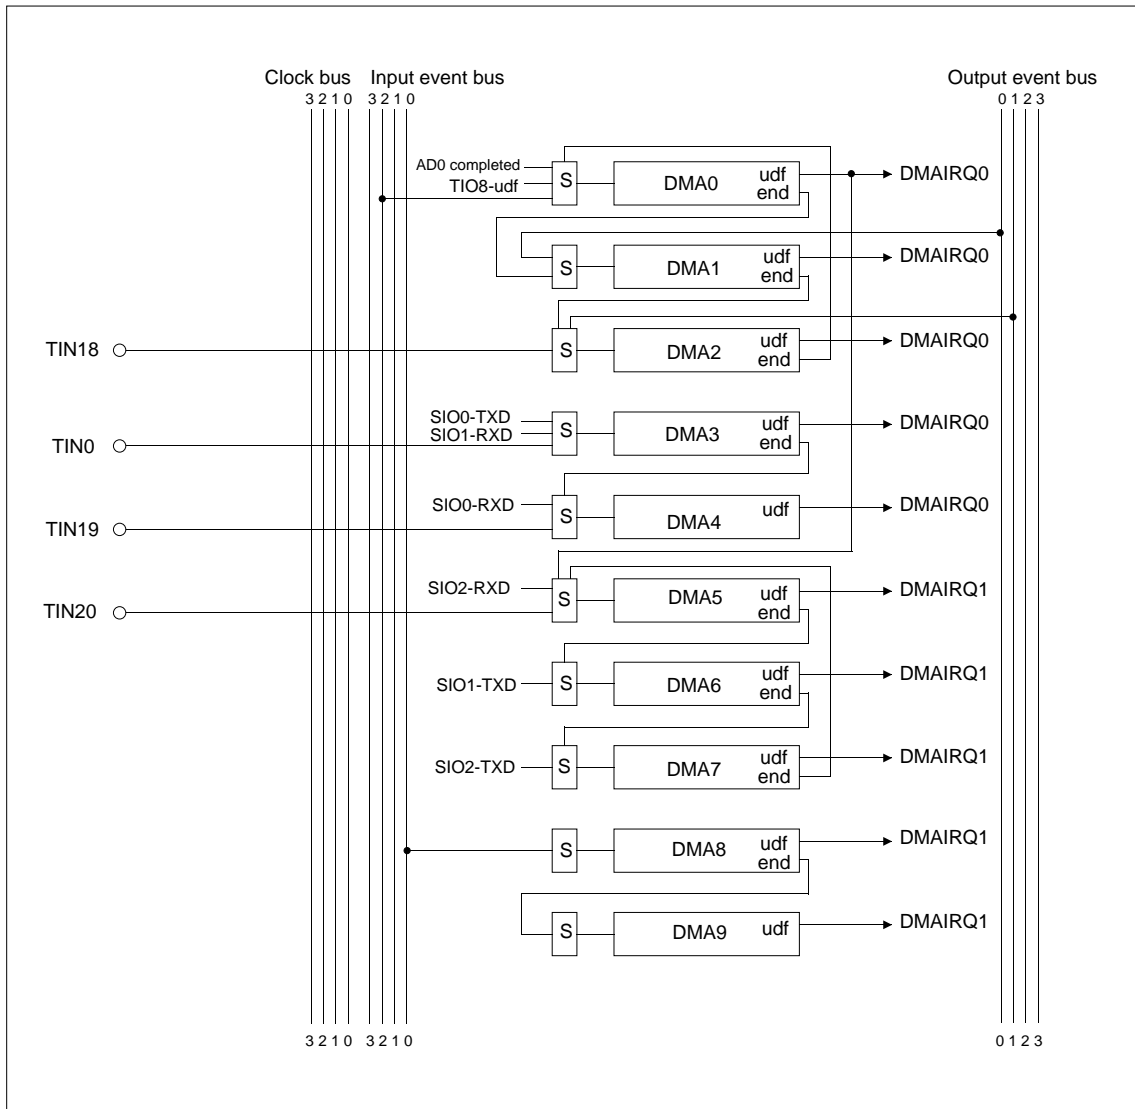 Clock bus Input event bus Output event bus
3 2 1 0 3 2 1 0 0 1 2 3
AD0 completed
TIO8-udf
S
DMA0
udf
end
DMAIRQ0
S
DMA1
udf
end
DMAIRQ0
TIN18
S
DMA2
udf
end
DMAIRQ0
SIO0-TXD
SIO1-RXD
TIN0
S
DMA3
udf
end
DMAIRQ0
SIO0-RXD
TIN19
S
DMA4
udf
DMAIRQ0
SIO2-RXD
TIN20
S
DMA5
udf
end
DMAIRQ1
SIO1-TXD
S
DMA6
udf
end
DMAIRQ1
SIO2-TXD
S
DMA7
udf
end
DMAIRQ1
S
DMA8
udf
end
DMAIRQ1
S
DMA9
udf
DMAIRQ1
3 2 1 0 3 2 1 0 0 1 2 3